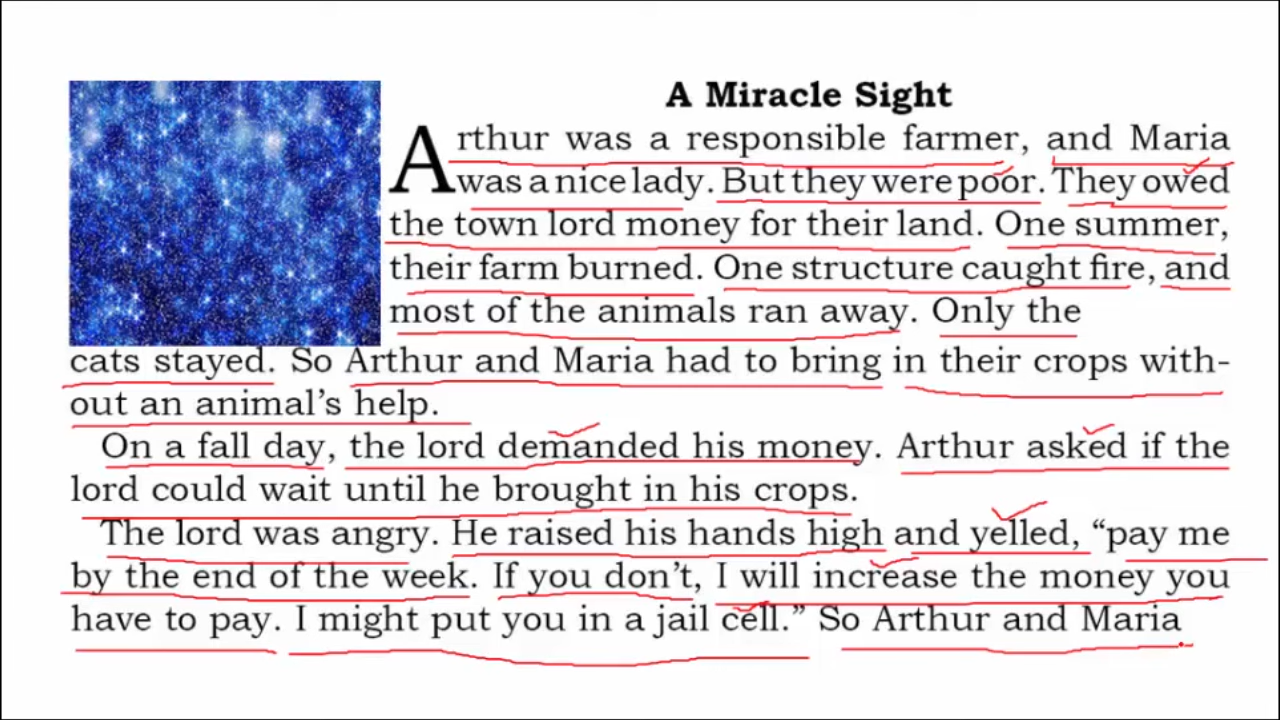 A Miracle Sight
Arthur was a responsible farmer, and Maria
was a nice lady. But they were poor. They owed
the town lord money for their land. One summer,
their farm burned. One structure caught fire, and
most of the animals ran away. Only the
cats stayed. So Arthur and Maria had to bring in their crops with-
out an animal’s help.
On a fall day, the lord demanded his money. Arthur asked if the
lord could wait until he brought in his crops.
The lord was angry. He raised his hands high and yelled, “pay me
by the end of the week. If you don’t, I will increase the money you
have to pay. I might put you in a jail cell.” So Arthur and Maria